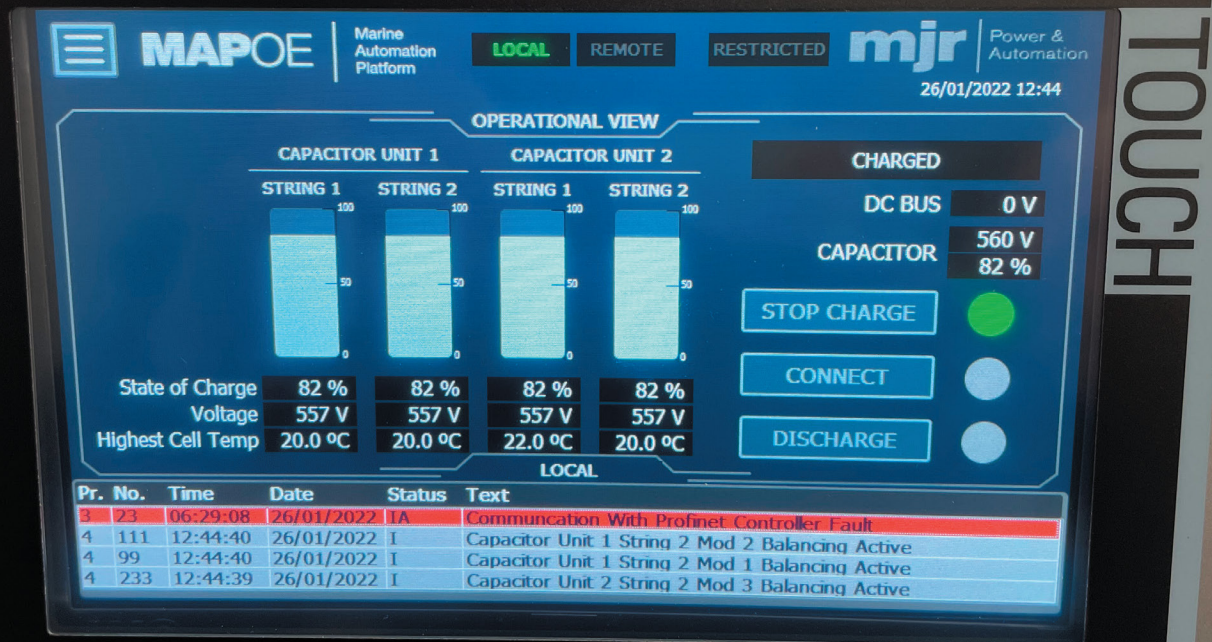 MAPOE
Marine
Automation
Platform
LOCAL
REMOTE
RESTRICTED
mjr
Power &
Automation
26/01/2022 12:44
TOUCH
OPERATIONAL VIEW
CAPACITOR UNIT 1
CAPACITOR UNIT 2
STRING 1
STRING 2
STRING 1
STRING 2
100
50
0
100
50
0
100
50
0
100
50
0
CHARGED
DC BUS 0 V
CAPACITOR 560 V
82 %
STOP CHARGE
CONNECT
DISCHARGE
State of Charge 82 % 82 % 82 % 82 %
Voltage 557 V 557 V 557 V 557 V
Highest Cell Temp 20.0 ºC 20.0 ºC 22.0 ºC 20.0 ºC
LOCAL
Pr. No. Time Date Status Text
3 23 06:29:08 26/01/2022 IA Communcation With Profinet Controller Fault
4 111 12:44:40 26/01/2022 I Capacitor Unit 1 String 2 Mod 2 Balancing Active
4 99 12:44:40 26/01/2022 I Capacitor Unit 1 String 2 Mod 1 Balancing Active
4 233 12:44:39 26/01/2022 I Capacitor Unit 2 String 2 Mod 3 Balancing Active